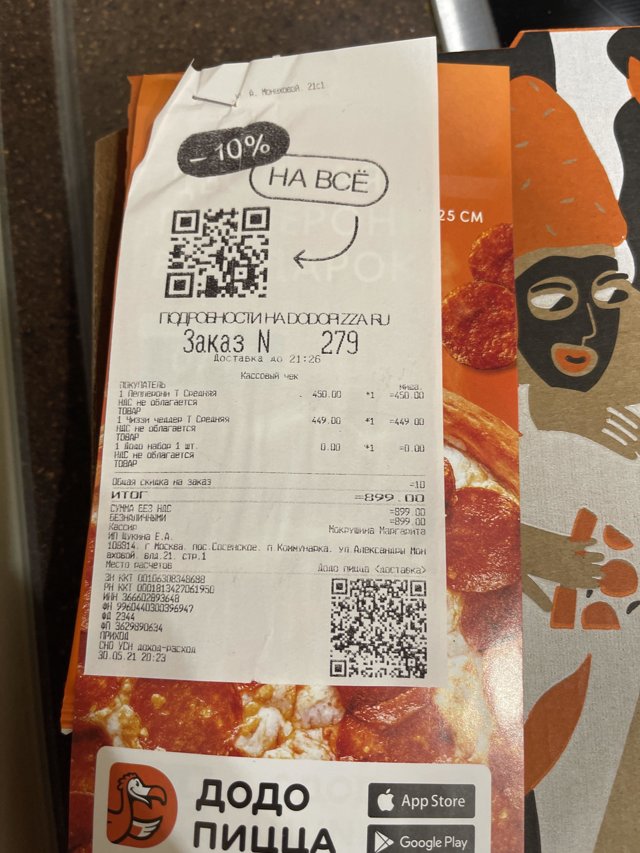 А. Монаховой, 21с1
– 10%
НА ВСЁ
25 СМ
ПОДРОБНОСТИ НА DODOPIZZA.RU
Заказ N 279
Доставка до 21:26
Кассовый чек
ПОКУПАТЕЛЬ
1 Пепперони Т Средняя 450.00 *1 =450.00
НДС не облагается
ТОВАР
1 Чиззи чеддер Т Средняя 449.00 *1 =449.00
НДС не облагается
ТОВАР
1 Додо набор 1 шт. 0.00 *1 =0.00
НДС не облагается
ТОВАР
Общая скидка на заказ =10
ИТОГ =899.00
СУММА БЕЗ НДС =899.00
БЕЗНАЛИЧНЫМИ =899.00
Кассир Мокрушина Маргарита
ИП Щукина Е.А.
108814, г Москва, пос.Сосенское, п.Коммунарка, ул.Александры Мон
аховой, влд.21, стр.1
Место расчетов Додо пицца (доставка)
ЗН ККТ 00106308348688
РН ККТ 0001813427061950
ИНН 366602893648
ФН 9960440300396947
ФД 2344
ФП 3629890634
ПРИХОД
СНО УСН доход-расход
30.05.21 20:23
ДОДО
ПИЦЦА
App Store
Google Play